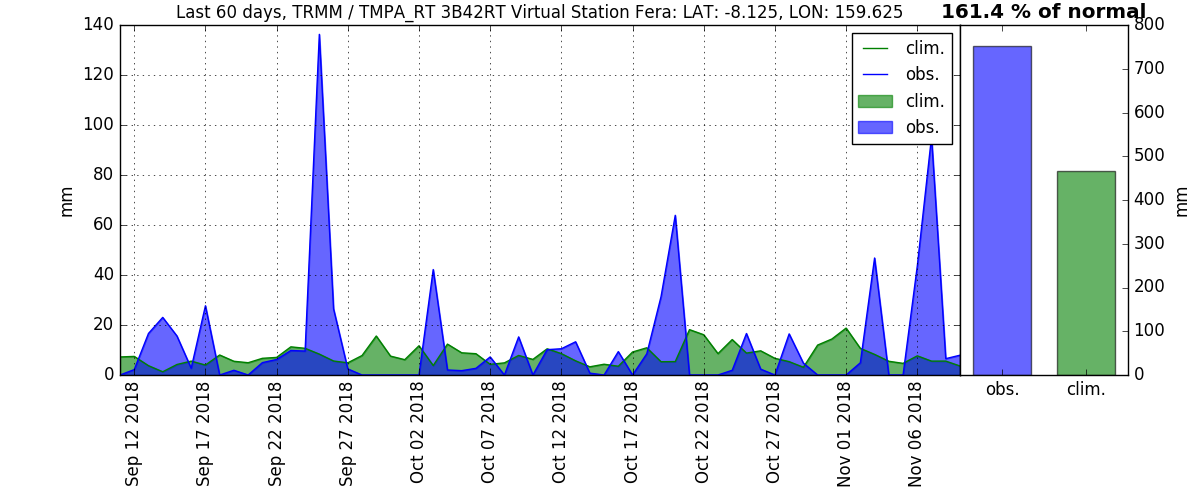 Last 60 days, TRMM / TMPA_RT 3B42RT Virtual Station Fera: LAT: -8.125, LON: 159.625
161.4 % of normal
140
120
100
80
60
40
20
0
mm
clim.
obs.
clim.
obs.
800
700
600
500
400
300
200
100
0
mm
Sep 12 2018
Sep 17 2018
Sep 22 2018
Sep 27 2018
Oct 02 2018
Oct 07 2018
Oct 12 2018
Oct 17 2018
Oct 22 2018
Oct 27 2018
Nov 01 2018
Nov 06 2018
obs.
clim.